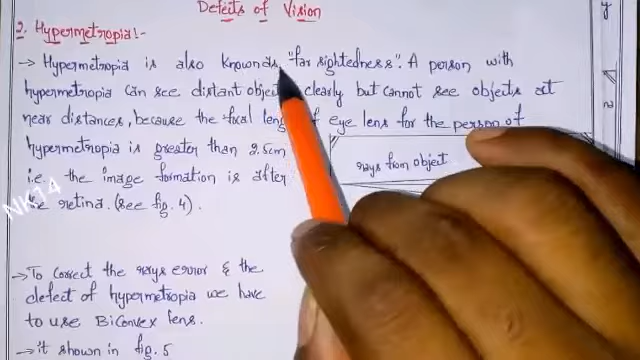 Defects of Vision
2. Hypermetropia:-
→ Hypermetropia is also known as "far sightedness". A person with
hypermetropia can see distant objects clearly but cannot see objects at
near distances, because the focal length of eye lens for the person of
hypermetropia is greater than 2.5cm
rays from object
i.e. the image formation is after
the retina. (see fig. 4).
NK14
→ To correct the rays error & the
defect of hypermetropia we have
to use BiConvex lens.
→ it shown in fig. 5